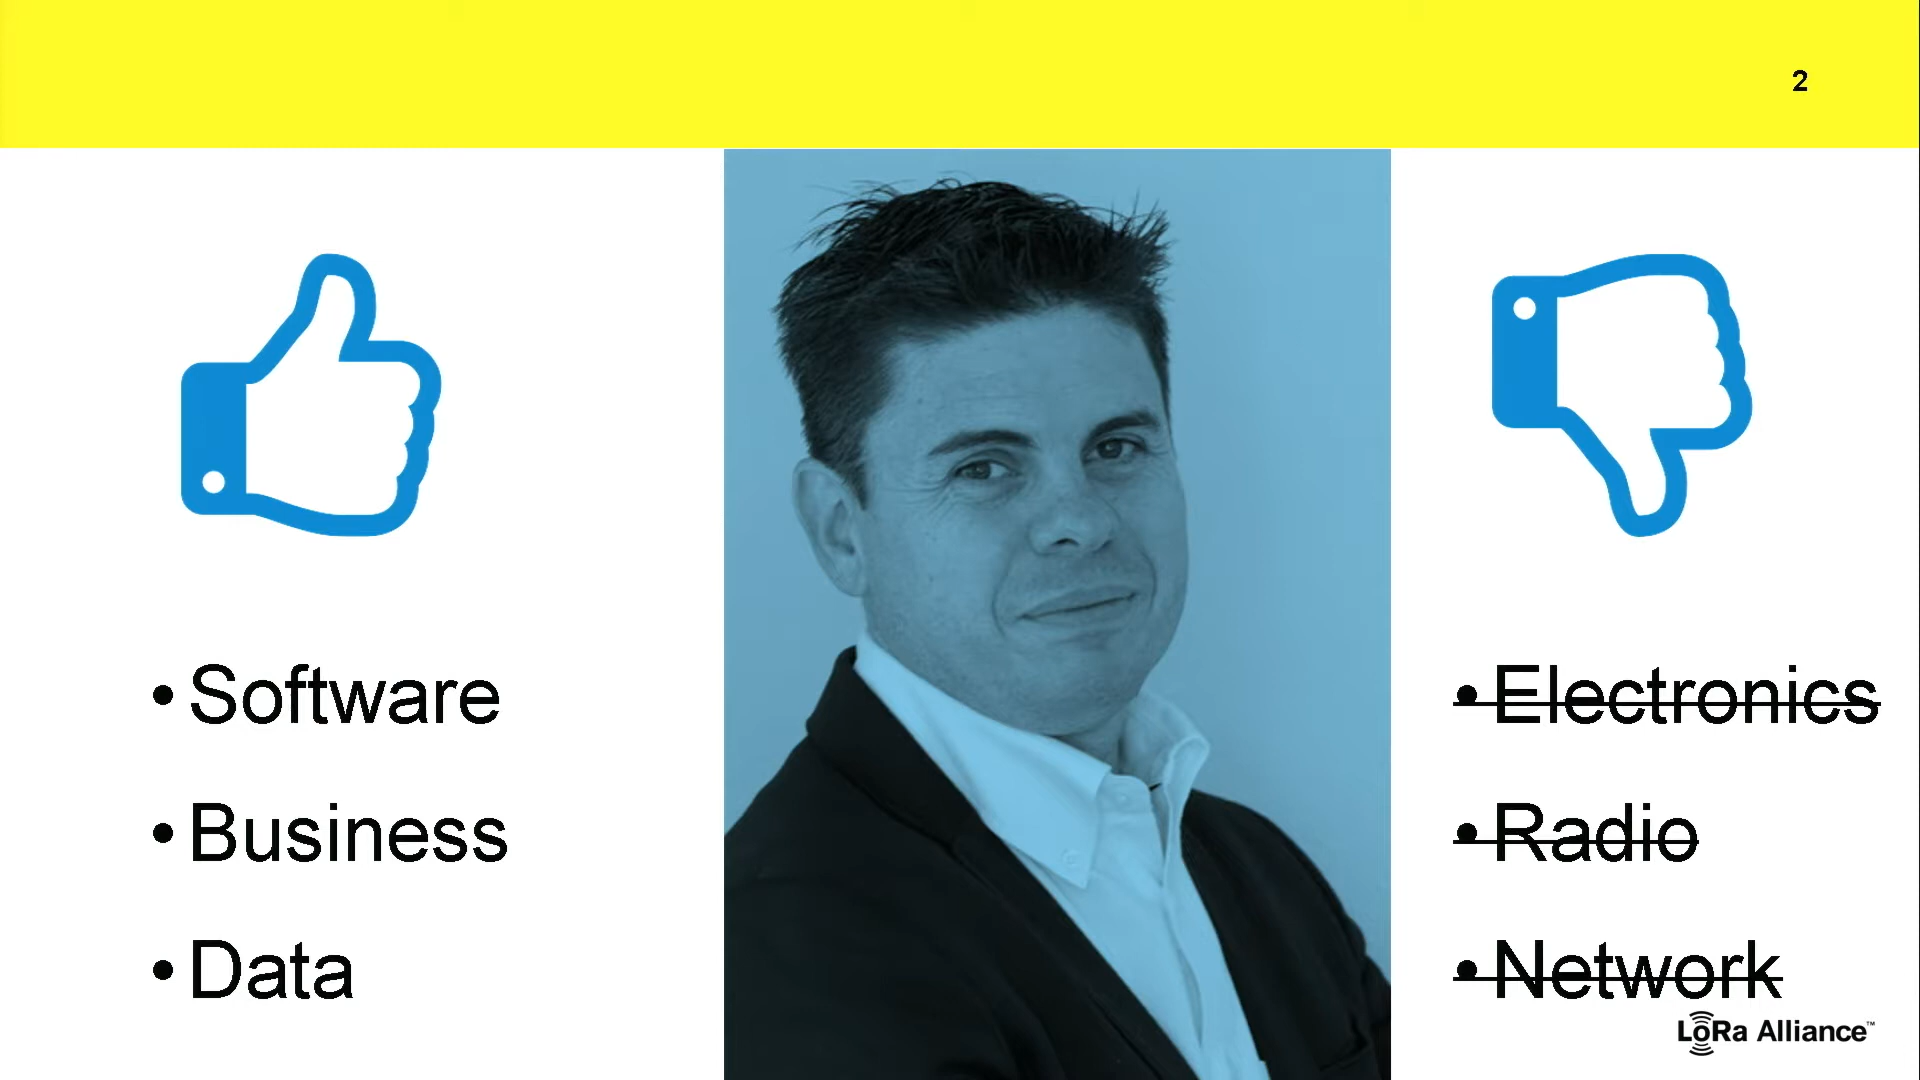 2
• Software
• Business
• Data
• Electronics
• Radio
• Network
LoRa Alliance™